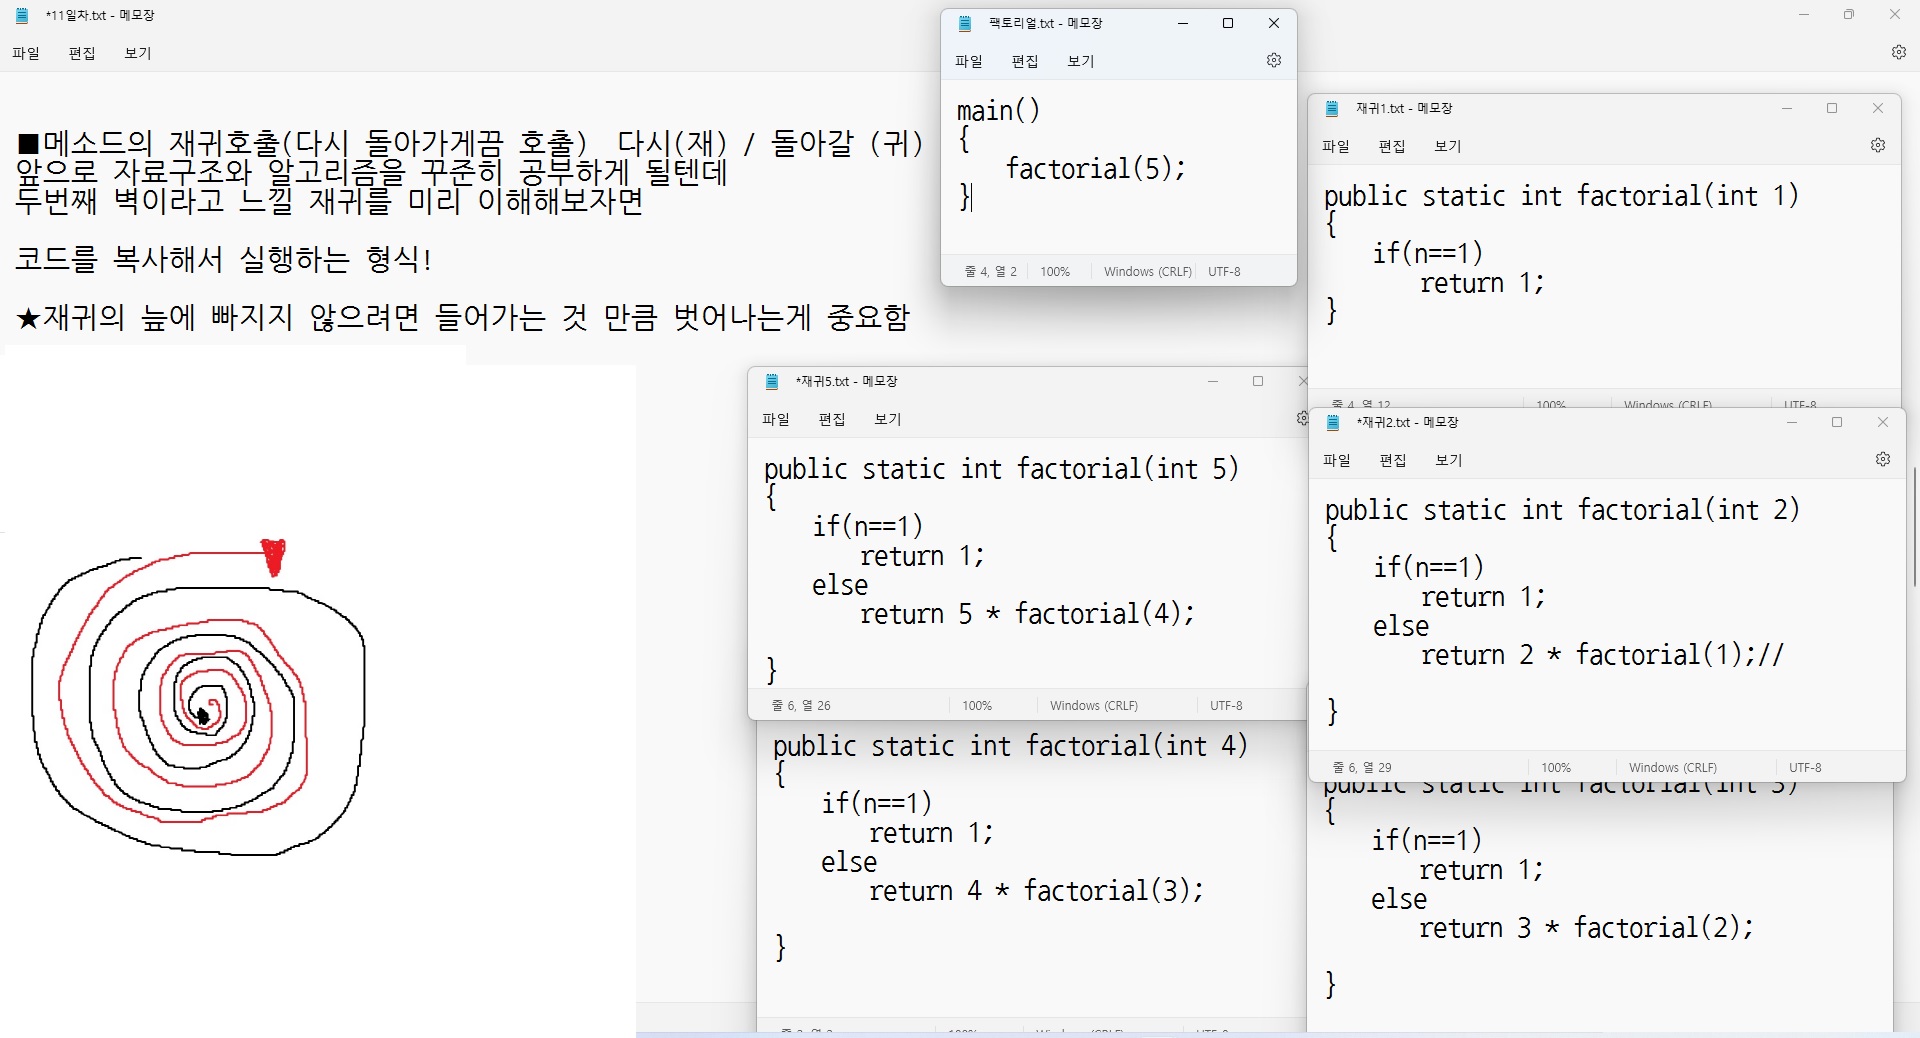 *11일차.txt - 메모장
파일 편집 보기
■메소드의 재귀호출(다시 돌아가게끔 호출) 다시(재) / 돌아갈 (귀)
앞으로 자료구조와 알고리즘을 꾸준히 공부하게 될텐데
두번째 벽이라고 느낄 재귀를 미리 이해해보자면
코드를 복사해서 실행하는 형식!
★재귀의 늪에 빠지지 않으려면 들어가는 것 만큼 벗어나는게 중요함
팩토리얼.txt - 메모장
파일 편집 보기
main()
{
factorial(5);
}
줄 4, 열 2 100% Windows (CRLF) UTF-8
재귀1.txt - 메모장
파일 편집 보기
public static int factorial(int 1)
{
if(n==1)
return 1;
}
줄 4, 열 12 100% Windows (CRLF) UTF-8
*재귀5.txt - 메모장
파일 편집 보기
public static int factorial(int 5)
{
if(n==1)
return 1;
else
return 5 * factorial(4);
}
줄 6, 열 26 100% Windows (CRLF) UTF-8
*재귀2.txt - 메모장
파일 편집 보기
public static int factorial(int 2)
{
if(n==1)
return 1;
else
return 2 * factorial(1);//
}
줄 6, 열 29 100% Windows (CRLF) UTF-8
public static int factorial(int 4)
{
if(n==1)
return 1;
else
return 4 * factorial(3);
}
100% Windows (CRLF) UTF-8
public static int factorial(int 3)
{
if(n==1)
return 1;
else
return 3 * factorial(2);
}